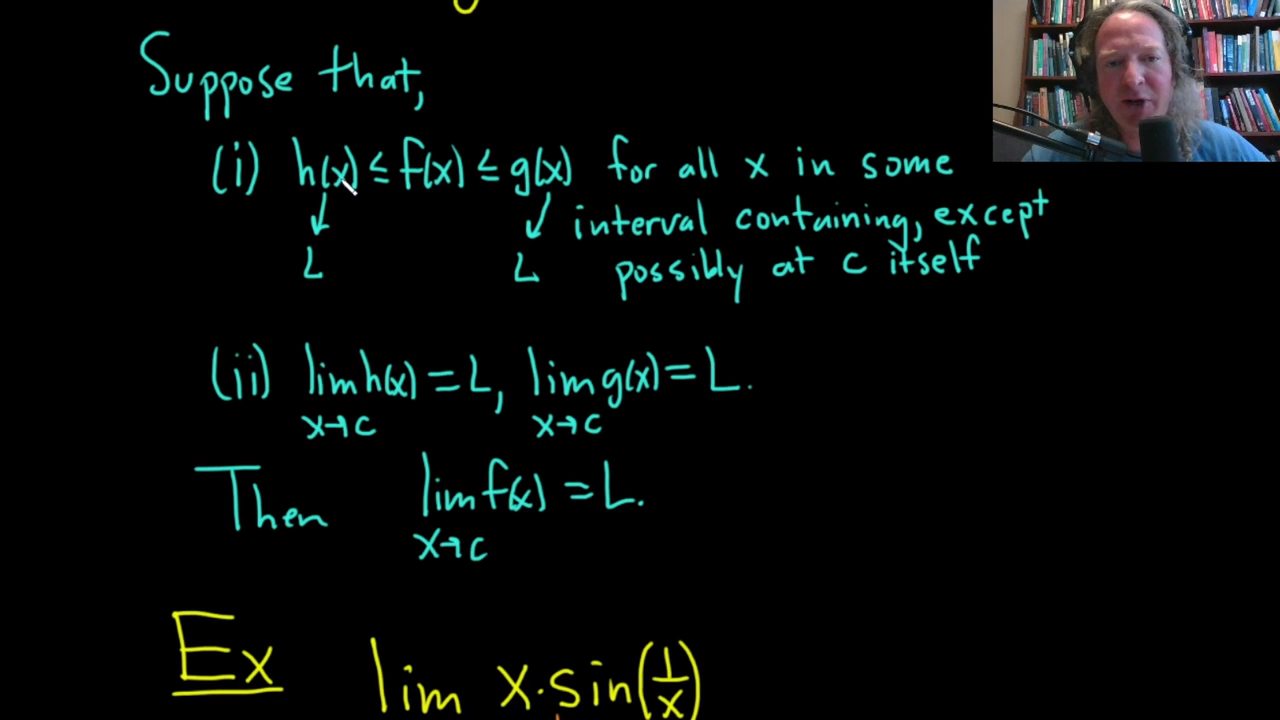 Suppose that,
(i) h(x) ≤ f(x) ≤ g(x) for all x in some
↓ ↓ interval containing, except
L L possibly at c itself
(ii) lim h(x) = L, lim g(x) = L.
x→c x→c
Then lim f(x) = L.
x→c
Ex lim x·sin(1/x)